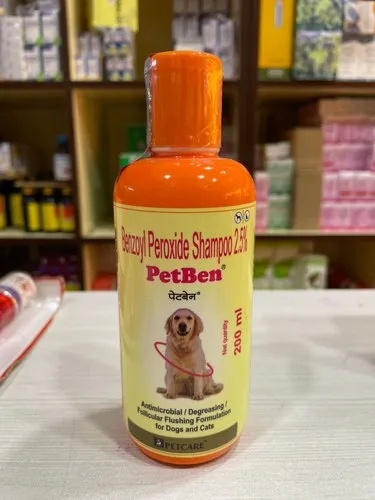 Benzoyl Peroxide Shampoo 2.5%
PetBen®
पेटबेन®
Net quantity
200 ml
Antimicrobial / Degreasing /
Follicular Flushing Formulation
for Dogs and Cats
PETCARE